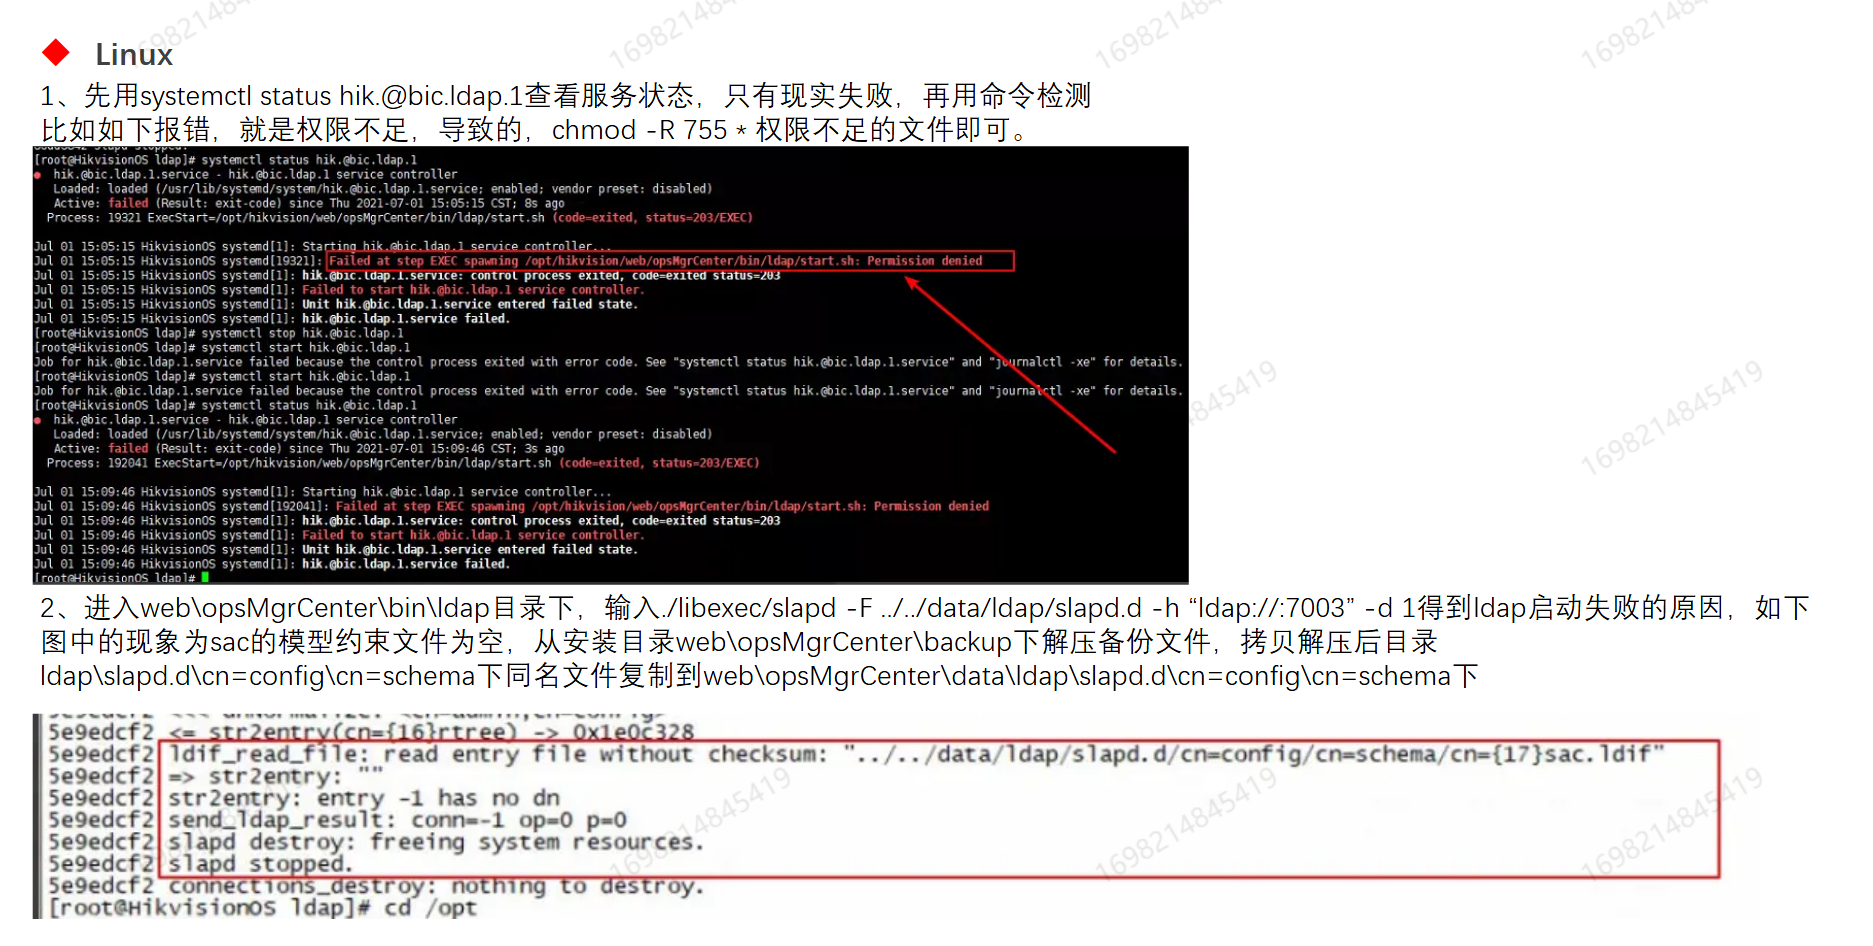 Linux
1、先用systemctl status hik.@bic.ldap.1查看服务状态，只有现实失败，再用命令检测
比如如下报错，就是权限不足，导致的，chmod -R 755 * 权限不足的文件即可。
[root@HikvisionOS ldap]# systemctl status hik.@bic.ldap.1
● hik.@bic.ldap.1.service - hik.@bic.ldap.1 service controller
Loaded: loaded (/usr/lib/systemd/system/hik.@bic.ldap.1.service; enabled; vendor preset: disabled)
Active: failed (Result: exit-code) since Thu 2021-07-01 15:05:15 CST; 8s ago
Process: 19321 ExecStart=/opt/hikvision/web/opsMgrCenter/bin/ldap/start.sh (code=exited, status=203/EXEC)
Jul 01 15:05:15 HikvisionOS systemd[1]: Starting hik.@bic.ldap.1 service controller...
Jul 01 15:05:15 HikvisionOS systemd[19321]: Failed at step EXEC spawning /opt/hikvision/web/opsMgrCenter/bin/ldap/start.sh: Permission denied
Jul 01 15:05:15 HikvisionOS systemd[1]: hik.@bic.ldap.1.service: control process exited, code=exited status=203
Jul 01 15:05:15 HikvisionOS systemd[1]: Failed to start hik.@bic.ldap.1 service controller.
Jul 01 15:05:15 HikvisionOS systemd[1]: Unit hik.@bic.ldap.1.service entered failed state.
Jul 01 15:05:15 HikvisionOS systemd[1]: hik.@bic.ldap.1.service failed.
[root@HikvisionOS ldap]# systemctl stop hik.@bic.ldap.1
[root@HikvisionOS ldap]# systemctl start hik.@bic.ldap.1
Job for hik.@bic.ldap.1.service failed because the control process exited with error code. See "systemctl status hik.@bic.ldap.1.service" and "journalctl -xe" for details.
[root@HikvisionOS ldap]# systemctl start hik.@bic.ldap.1
Job for hik.@bic.ldap.1.service failed because the control process exited with error code. See "systemctl status hik.@bic.ldap.1.service" and "journalctl -xe" for details.
[root@HikvisionOS ldap]# systemctl status hik.@bic.ldap.1
● hik.@bic.ldap.1.service - hik.@bic.ldap.1 service controller
Loaded: loaded (/usr/lib/systemd/system/hik.@bic.ldap.1.service; enabled; vendor preset: disabled)
Active: failed (Result: exit-code) since Thu 2021-07-01 15:09:46 CST; 3s ago
Process: 192041 ExecStart=/opt/hikvision/web/opsMgrCenter/bin/ldap/start.sh (code=exited, status=203/EXEC)
Jul 01 15:09:46 HikvisionOS systemd[1]: Starting hik.@bic.ldap.1 service controller...
Jul 01 15:09:46 HikvisionOS systemd[192041]: Failed at step EXEC spawning /opt/hikvision/web/opsMgrCenter/bin/ldap/start.sh: Permission denied
Jul 01 15:09:46 HikvisionOS systemd[1]: hik.@bic.ldap.1.service: control process exited, code=exited status=203
Jul 01 15:09:46 HikvisionOS systemd[1]: Failed to start hik.@bic.ldap.1 service controller.
Jul 01 15:09:46 HikvisionOS systemd[1]: Unit hik.@bic.ldap.1.service entered failed state.
Jul 01 15:09:46 HikvisionOS systemd[1]: hik.@bic.ldap.1.service failed.
[root@HikvisionOS ldap]#
2、进入web\opsMgrCenter\bin\ldap目录下，输入./libexec/slapd -F ../../data/ldap/slapd.d -h “ldap://:7003” -d 1得到ldap启动失败的原因，如下
图中的现象为sac的模型约束文件为空，从安装目录web\opsMgrCenter\backup下解压备份文件，拷贝解压后目录
ldap\slapd.d\cn=config\cn=schema下同名文件复制到web\opsMgrCenter\data\ldap\slapd.d\cn=config\cn=schema下
5e9edcf2 <<< dnNormalize: <cn=admin,cn=config>
5e9edcf2 <= str2entry(cn={16}rtree) -> 0x1e0c328
5e9edcf2 ldif_read_file: read entry file without checksum: "../../data/ldap/slapd.d/cn=config/cn=schema/cn={17}sac.ldif"
5e9edcf2 => str2entry: ""
5e9edcf2 str2entry: entry -1 has no dn
5e9edcf2 send_ldap_result: conn=-1 op=0 p=0
5e9edcf2 slapd destroy: freeing system resources.
5e9edcf2 slapd stopped.
5e9edcf2 connections_destroy: nothing to destroy.
[root@HikvisionOS ldap]# cd /opt
1698214845419